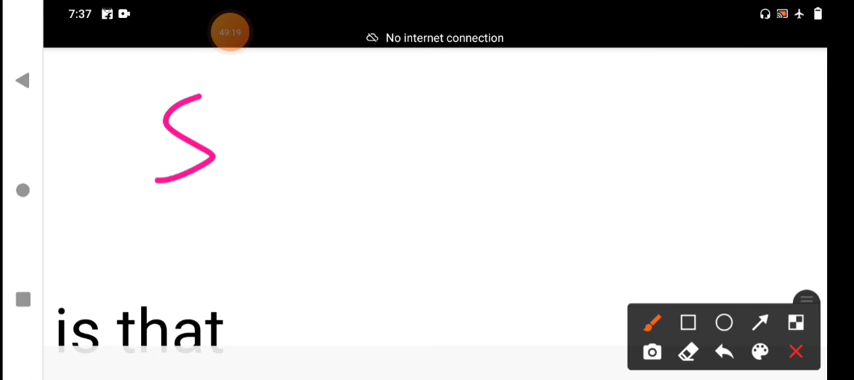 7:37
49:19
No internet connection
S
is that